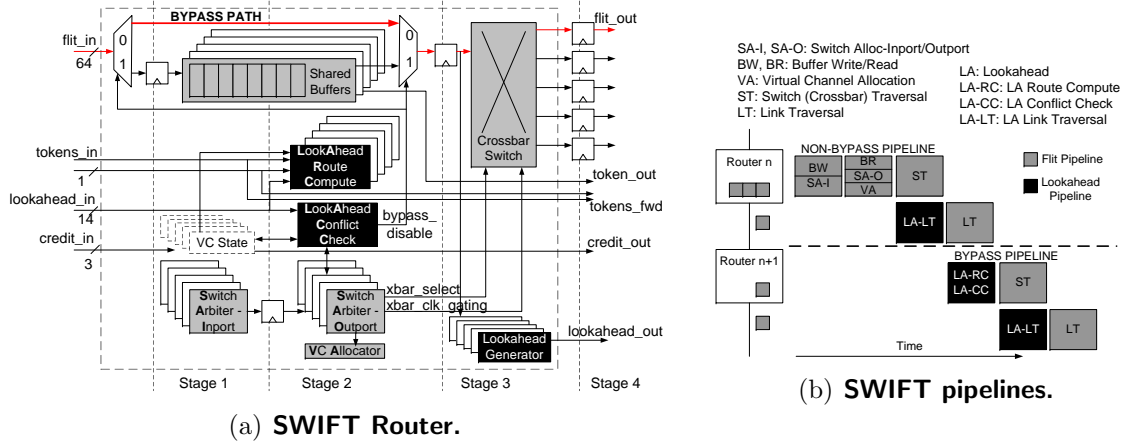 BYPASS PATH
flit_in
64
0
1
0
1
Shared
Buffers
flit_out
Crossbar
Switch
tokens_in
1
LookAhead
Route
Compute
token_out
tokens_fwd
lookahead_in
14
LookAhead
Conflict
Check
bypass_
disable
credit_in
3
VC State
credit_out
Switch
Arbiter -
Inport
Switch
Arbiter -
Outport
xbar_select
xbar_clk_gating
VC Allocator
Lookahead
Generator
lookahead_out
Stage 1
Stage 2
Stage 3
Stage 4
(a) SWIFT Router.
SA-I, SA-O: Switch Alloc-Inport/Outport
BW, BR: Buffer Write/Read
VA: Virtual Channel Allocation
ST: Switch (Crossbar) Traversal
LT: Link Traversal
LA: Lookahead
LA-RC: LA Route Compute
LA-CC: LA Conflict Check
LA-LT: LA Link Traversal
NON-BYPASS PIPELINE
Router n
BW
SA-I
BR
SA-O
VA
ST
LA-LT
LT
Flit Pipeline
Lookahead
Pipeline
Router n+1
BYPASS PIPELINE
LA-RC
LA-CC
ST
LA-LT
LT
Time
(b) SWIFT pipelines.